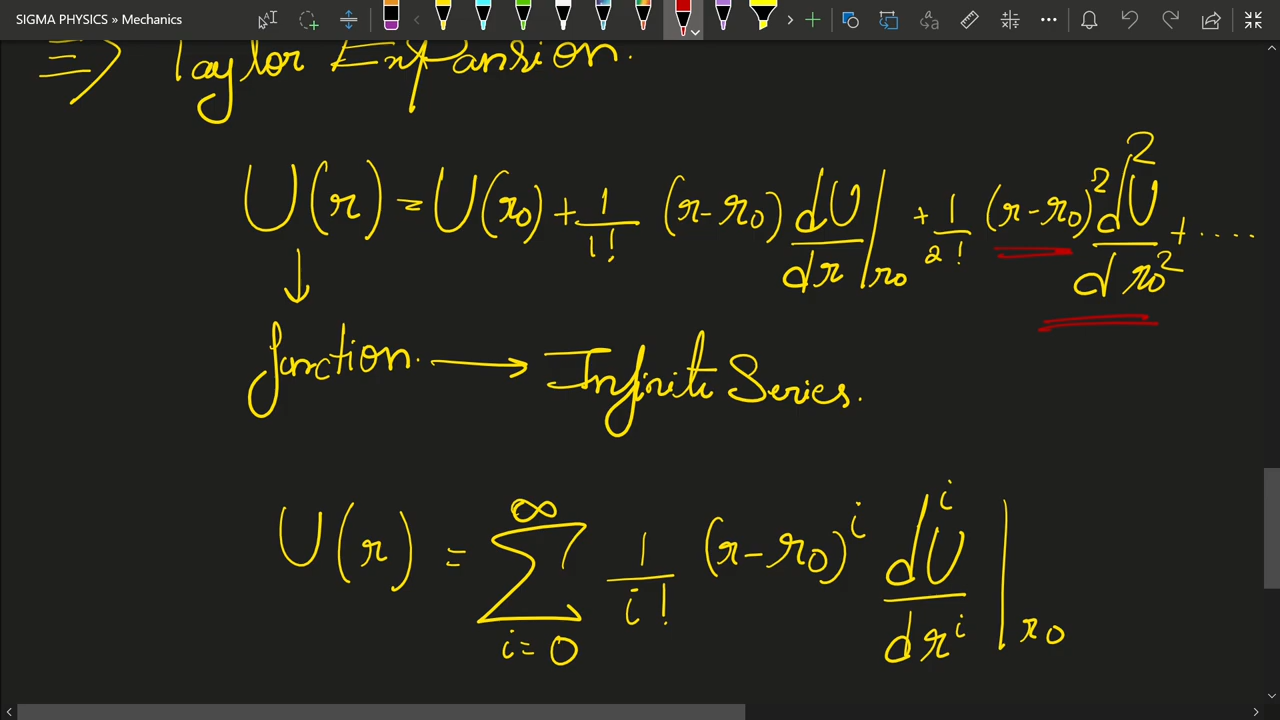 SIGMA PHYSICS » Mechanics
⇒ Taylor Expansion.
U(r) = U(r0) + 1/1! (r-r0) dU/dr|r0 + 1/2! (r-r0)² d²U/dr0² + .....
↓
function. → Infinite Series.
U(r) = ∑_{i=0}^{∞} 1/i! (r-r0)^i dU^i/dr^i|r0